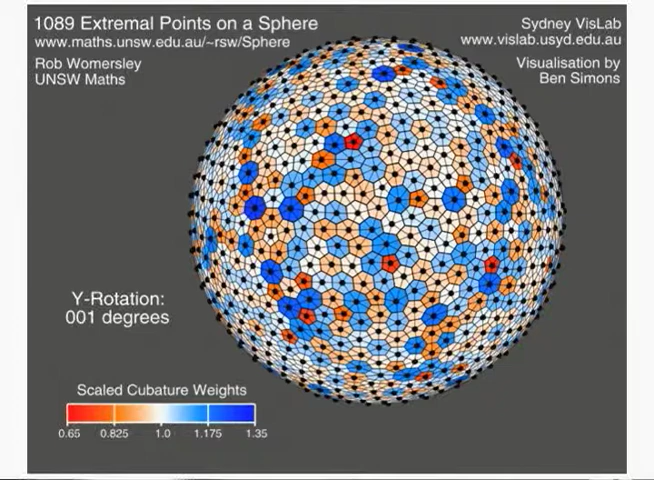 1089 Extremal Points on a Sphere
www.maths.unsw.edu.au/~rsw/Sphere
Rob Womersley
UNSW Maths
Sydney VisLab
www.vislab.usyd.edu.au
Visualisation by
Ben Simons
Y-Rotation:
001 degrees
Scaled Cubature Weights
0.65 0.825 1.0 1.175 1.35